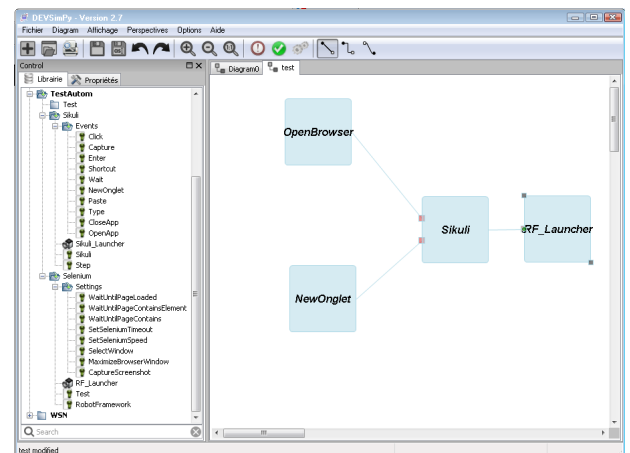 DEVSimPy - Version 2.7
Fichier Diagram Affichage Perspectives Options Aide
Control
Librairie Propriétés
Diagram0 test
TestAutom
Test
Sikuli
Events
Click
Capture
Enter
Shortcut
Wait
NewOnglet
Paste
Type
CloseApp
OpenApp
Sikuli_Launcher
Sikuli
Step
Selenium
Settings
WaitUntilPageLoaded
WaitUntilPageContainsElement
WaitUntilPageContains
SetSeleniumTimeout
SetSeleniumSpeed
SelectWindow
MaximizeBrowserWindow
CaptureScreenshot
RF_Launcher
Test
RobotFramework
WSN
Search
test modified
OpenBrowser
Sikuli
RF_Launcher
NewOnglet